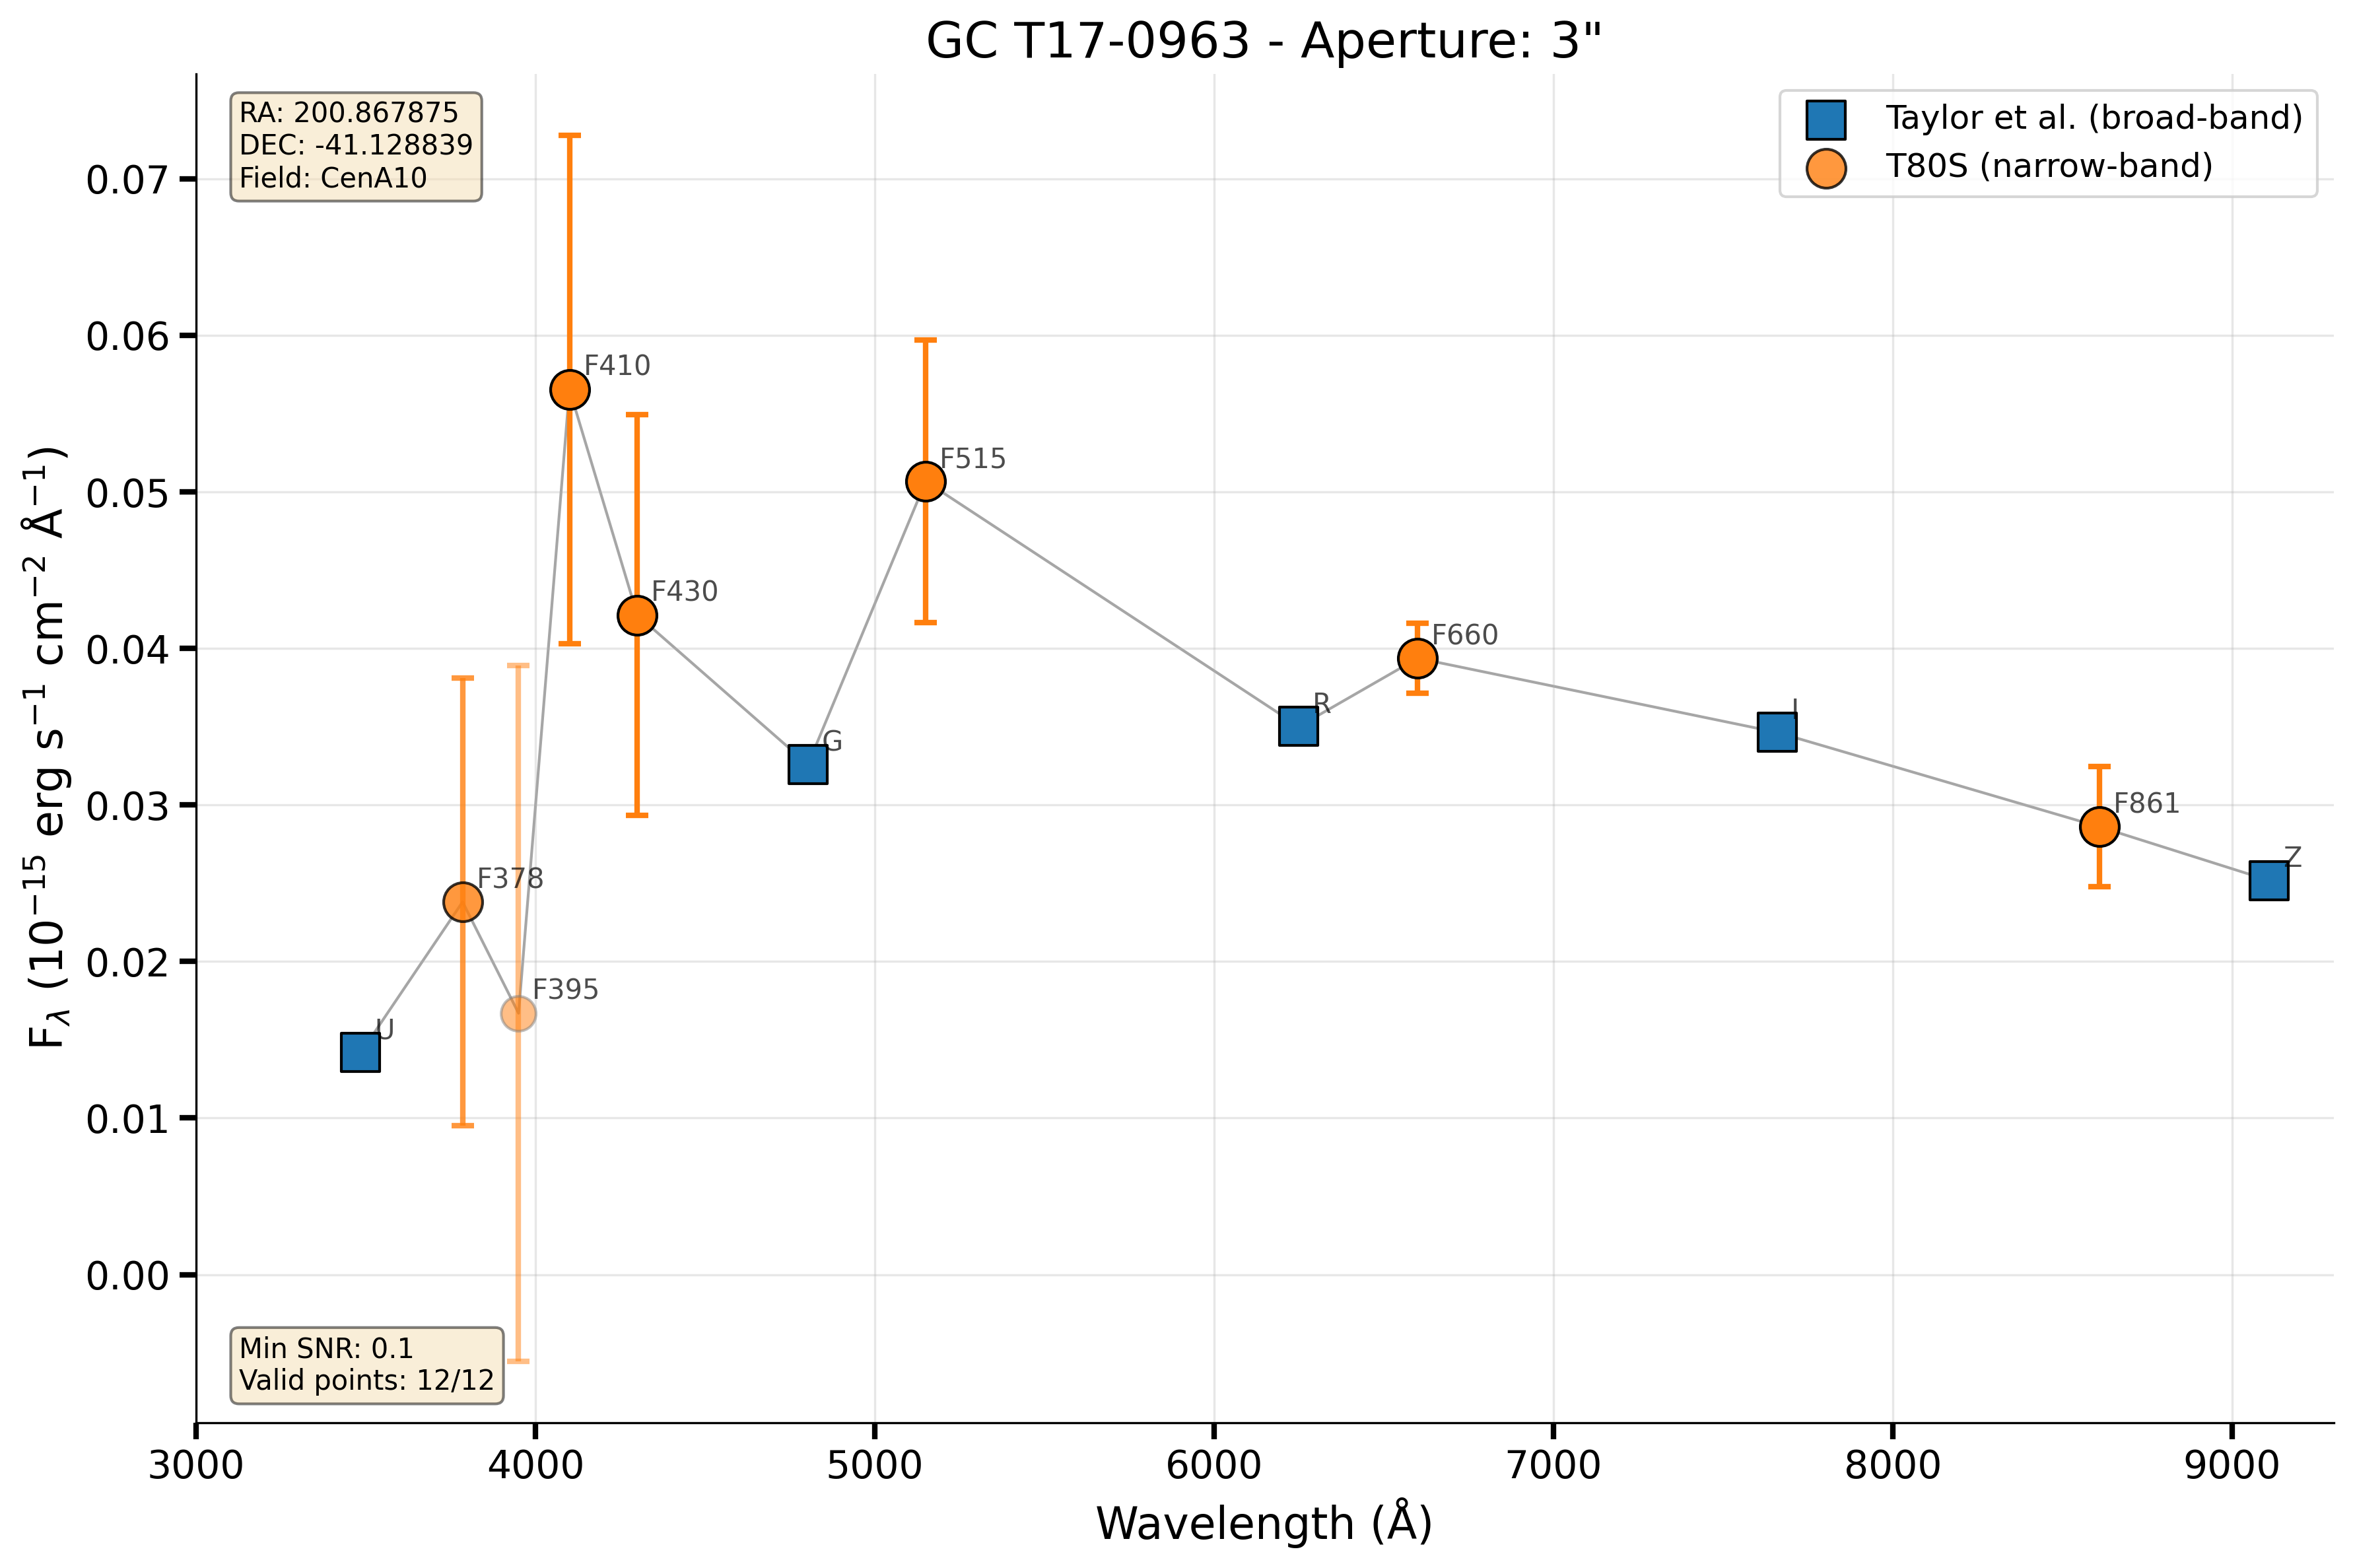 GC T17-0963 - Aperture: 3"
RA: 200.867875
DEC: -41.128839
Field: CenA10
Taylor et al. (broad-band)
T80S (narrow-band)
0.07
0.06
0.05
0.04
0.03
0.02
0.01
0.00
F_λ (10⁻¹⁵ erg s⁻¹ cm⁻² Å⁻¹)
U
F378
F395
F410
F430
G
F515
R
F660
I
F861
Z
Min SNR: 0.1
Valid points: 12/12
3000
4000
5000
6000
7000
8000
9000
Wavelength (Å)